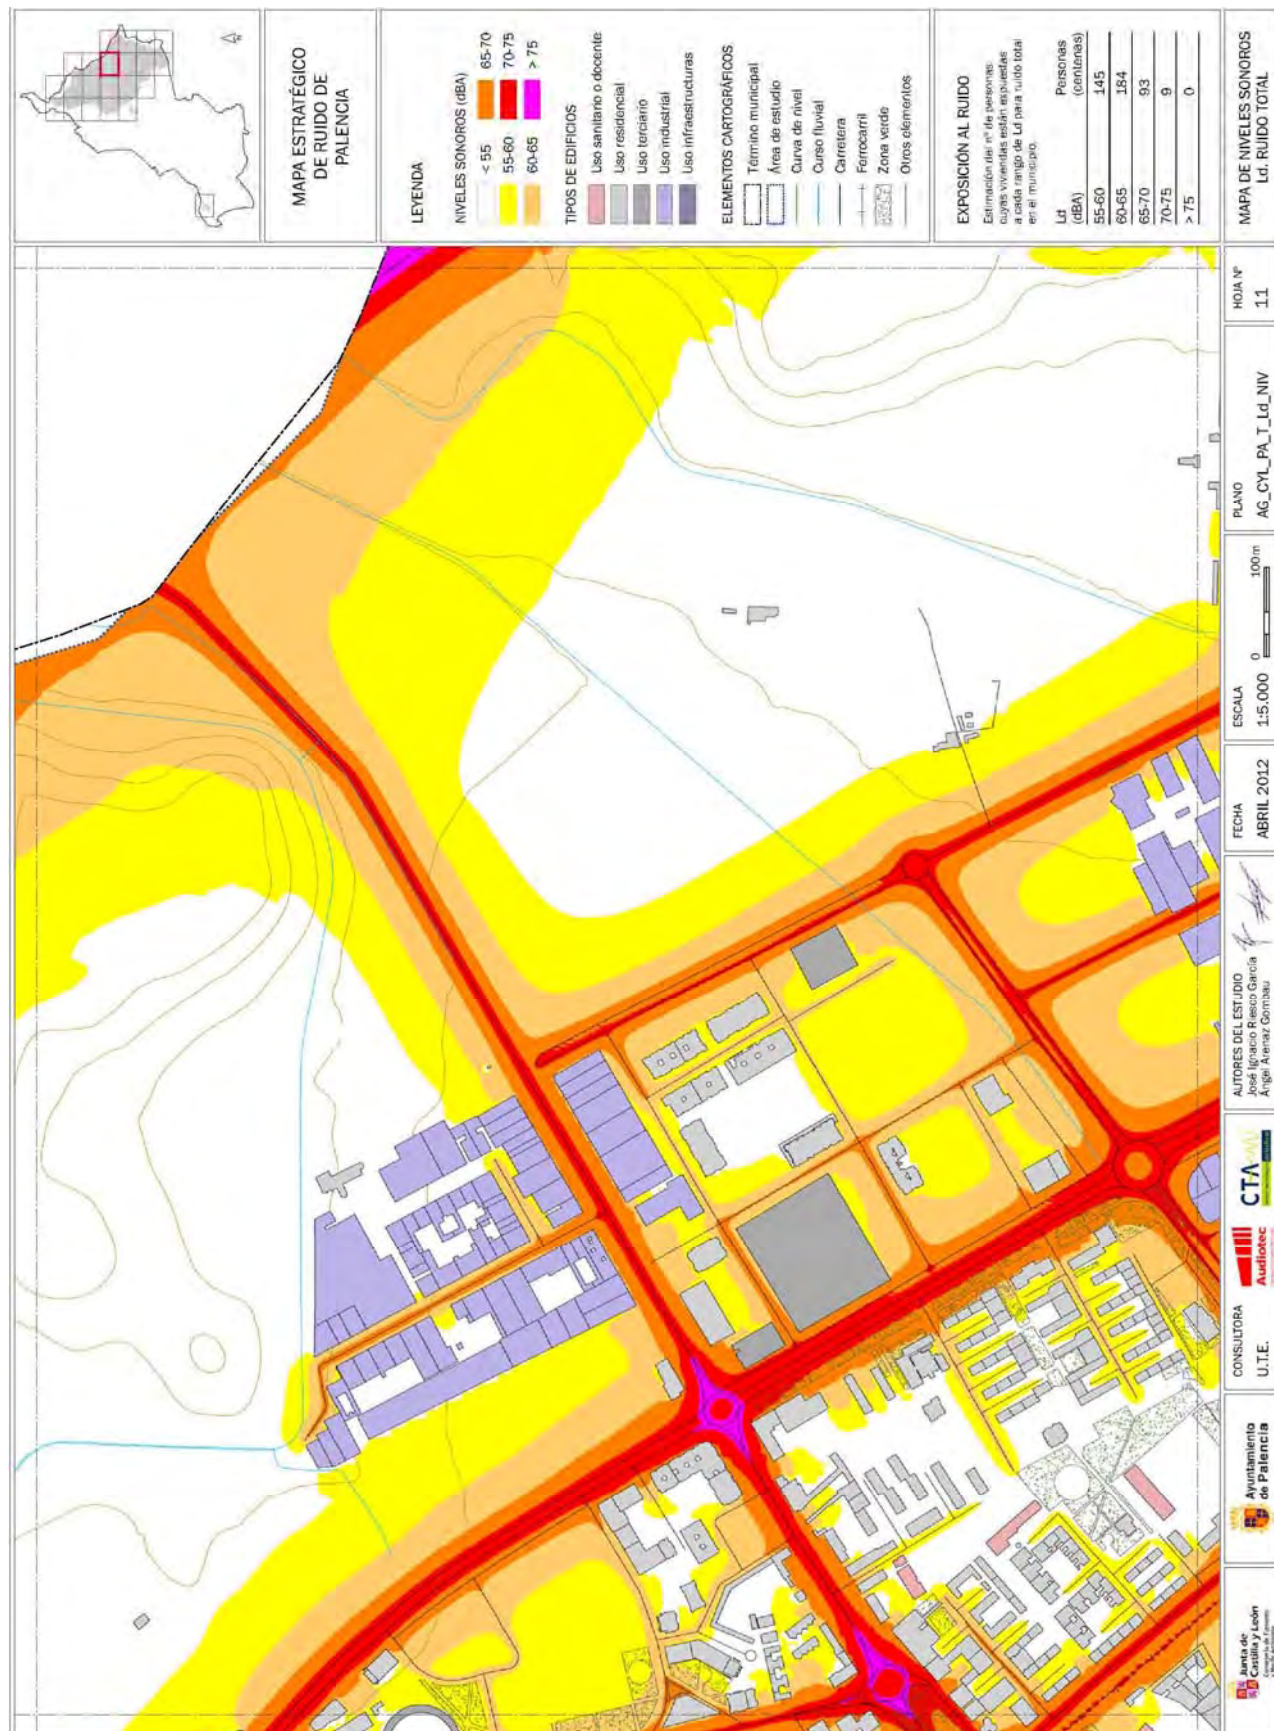 MAPA ESTRATÉGICO
DE RUIDO DE
PALENCIA
LEYENDA
NIVELES SONOROS (dBA)
< 55
65-70
55-60
70-75
60-65
> 75
TIPOS DE EDIFICIOS
Uso sanitario o docente
Uso residencial
Uso terciario
Uso industrial
Uso infraestructuras
ELEMENTOS CARTOGRÁFICOS
Término municipal
Área de estudio
Curva de nivel
Curso fluvial
Carretera
Ferrocarril
Zona verde
Otros elementos
EXPOSICIÓN AL RUIDO
Estimación del nº de personas
cuyas viviendas están expuestas
a cada rango de Ld para ruido total
en el municipio.
Ld
(dBA)
Personas
(centenas)
55-60 145
60-65 184
65-70 93
70-75 9
> 75 0
MAPA DE NIVELES SONOROS
Ld. RUIDO TOTAL
Junta de
Castilla y León
Ayuntamiento
de Palencia
CONSULTORA
U.T.E.
Audiotec
CTA
AUTORES DEL ESTUDIO
José Ignacio Riesco García
Ángel Arenaz Gombau
FECHA
ABRIL 2012
ESCALA
1:5.000
0 100m
PLANO
AG_CYL_PA_T_Ld_NIV
HOJA Nº
11